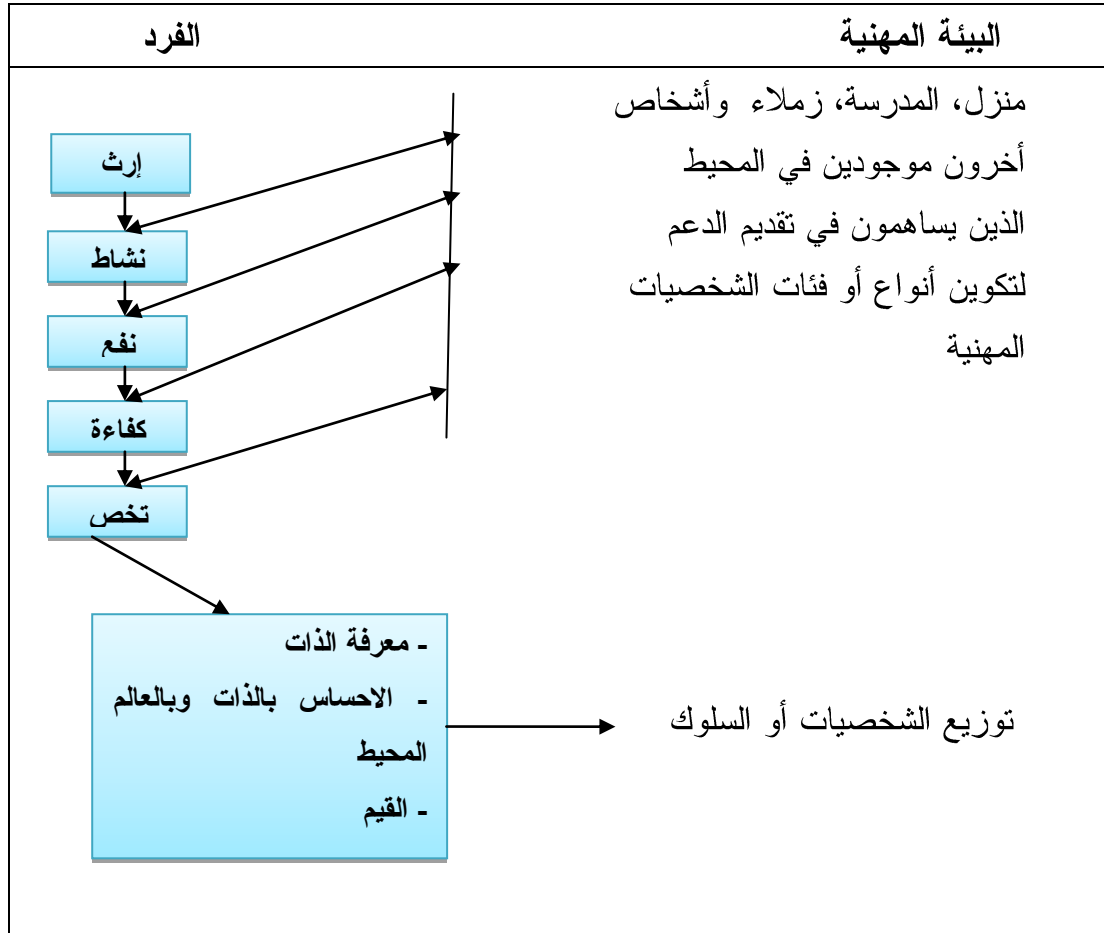 البيئة المهنية
الفرد
منزل، المدرسة، زملاء وأشخاص
أخرون موجودين في المحيط
الذين يساهمون في تقديم الدعم
لتكوين أنواع أو فئات الشخصيات
المهنية
إرث
نشاط
نفع
كفاءة
تخص
- معرفة الذات
- الاحساس بالذات وبالعالم
المحيط
- القيم
توزيع الشخصيات أو السلوك